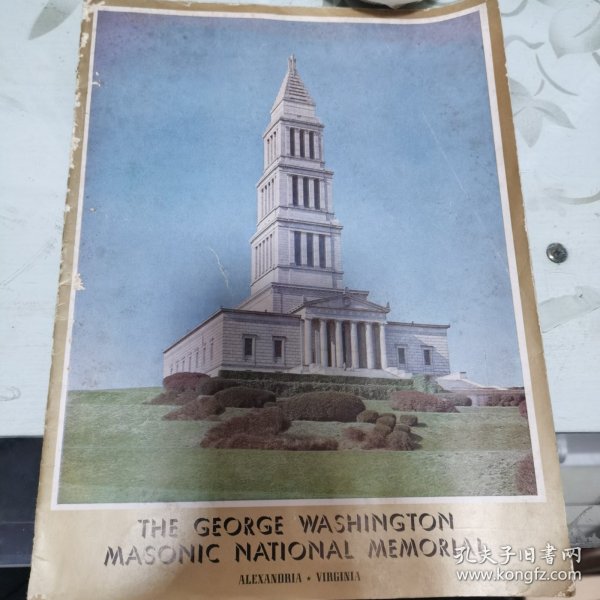 THE GEORGE WASHINGTON
MASONIC NATIONAL MEMORIAL
ALEXANDRIA • VIRGINIA
孔夫子旧书网
www.kongfz.com